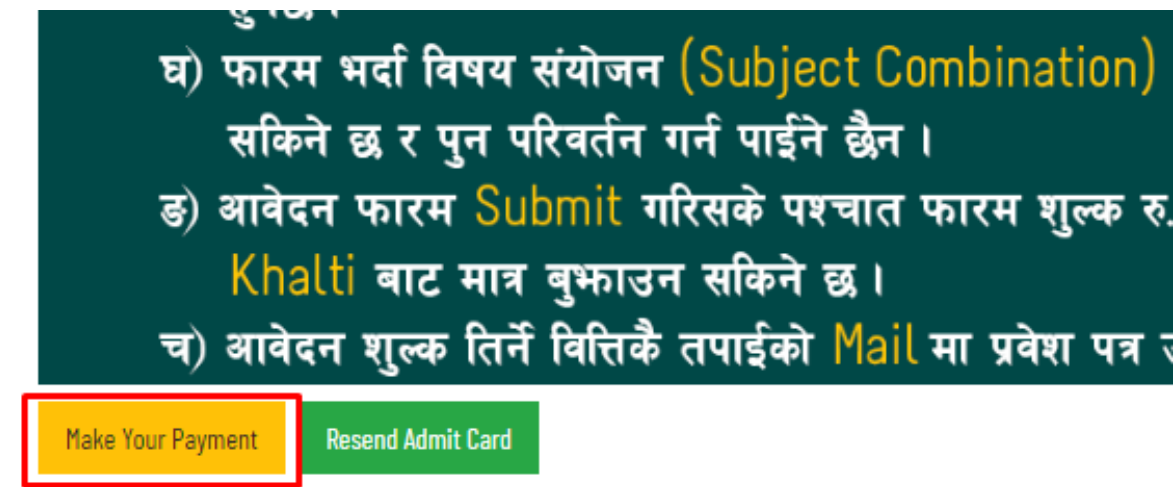 घ) फारम भर्दा विषय संयोजन (Subject Combination)
सकिने छ र पुन परिवर्तन गर्न पाईने छैन ।
ङ) आवेदन फारम Submit गरिसके पश्चात फारम शुल्क रु.
Khalti बाट मात्र बुझाउन सकिने छ ।
च) आवेदन शुल्क तिर्ने वित्तिकै तपाईको Mail मा प्रवेश पत्र
Make Your Payment Resend Admit Card